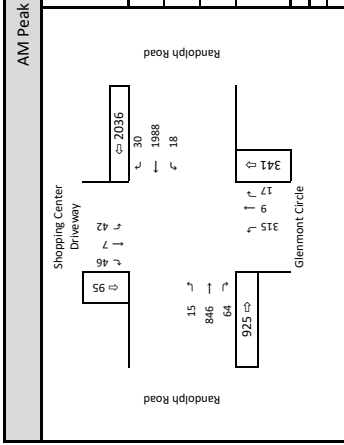 AM Peak
Randolph Road
⇦ 2036
30
1988
18
Shopping Center
Driveway
42
7
46
95 ⇨
341 ⇨
17
9
315
Glenmont Circle
15
846
64
925 ⇨
Randolph Road